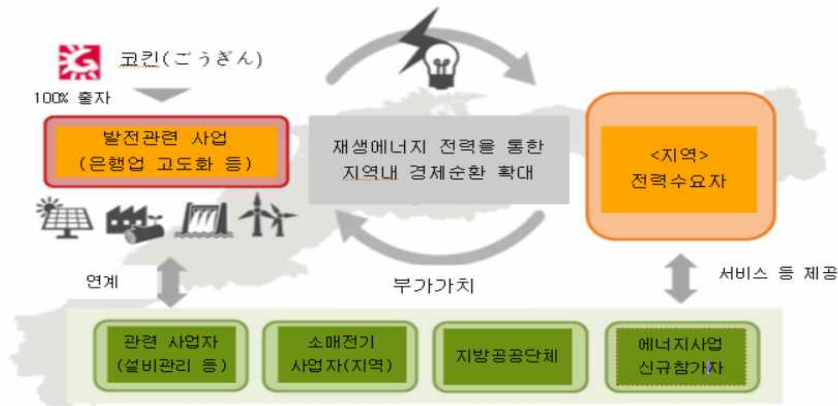 코킨(ごうぎん)
100% 출자
발전관련 사업
(은행업 고도화 등)
재생에너지 전력을 통한
지역내 경제순환 확대
<지역>
전력수요자
연계
부가가치
서비스 등 제공
관련 사업자
(설비관리 등)
소매전기
사업자(지역)
지방공공단체
에너지사업
신규참가자